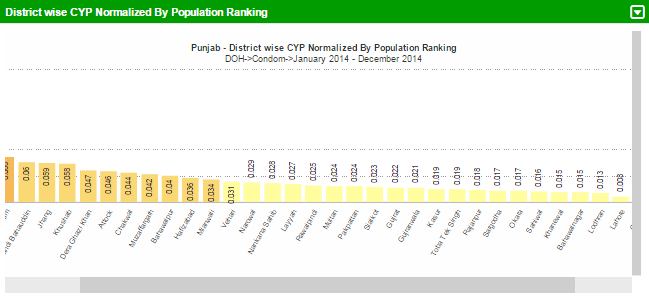 District wise CYP Normalized By Population Ranking
Punjab - District wise CYP Normalized By Population Ranking
DOH->Condom->January 2014 - December 2014
0.06
0.059
0.058
0.047
0.046
0.044
0.042
0.04
0.036
0.034
0.031
0.029
0.028
0.027
0.025
0.024
0.024
0.023
0.022
0.021
0.019
0.019
0.018
0.017
0.017
0.016
0.015
0.015
0.013
0.008
Bahauddin
Jhang
Khushab
Dera Ghazi Khan
Attock
Chakwal
Muzaffargarh
Bahawalpur
Hafizabad
Mianwali
Vehari
Narowal
Nankana Sahib
Layyah
Rawalpindi
Multan
Pakpattan
Sialkot
Gujrat
Gujranwala
Kasur
Toba Tek Singh
Rajanpur
Sargodha
Okara
Sahiwal
Khanewal
Bahawalnagar
Lodhran
Lahore